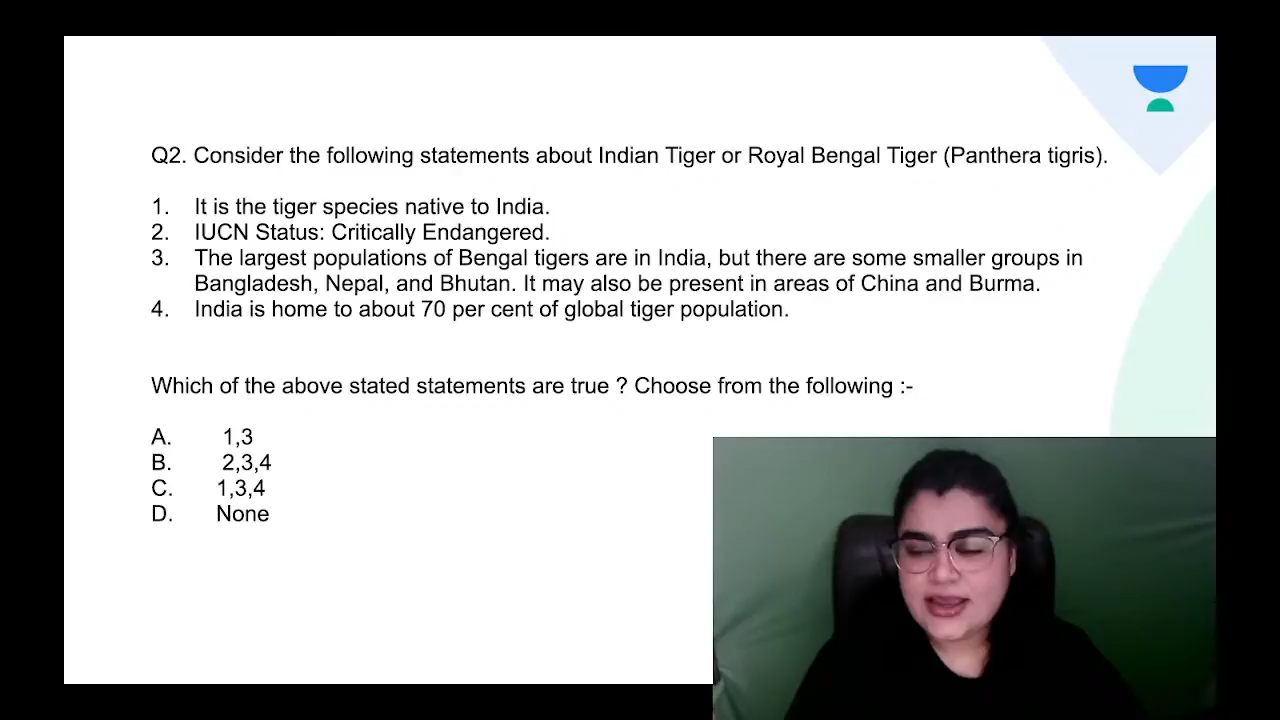 Q2. Consider the following statements about Indian Tiger or Royal Bengal Tiger (Panthera tigris).
1. It is the tiger species native to India.
2. IUCN Status: Critically Endangered.
3. The largest populations of Bengal tigers are in India, but there are some smaller groups in
Bangladesh, Nepal, and Bhutan. It may also be present in areas of China and Burma.
4. India is home to about 70 per cent of global tiger population.
Which of the above stated statements are true ? Choose from the following :-
A. 1,3
B. 2,3,4
C. 1,3,4
D. None